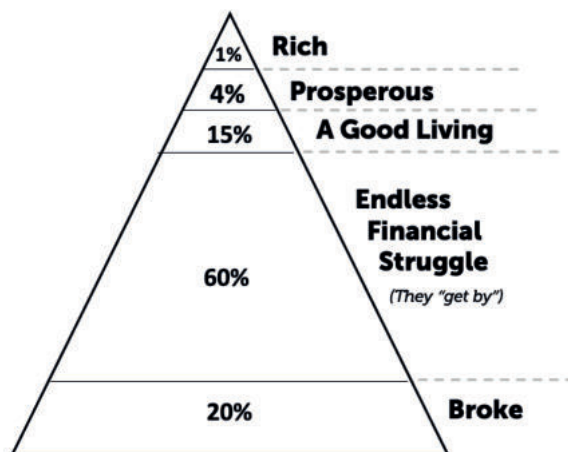 1% Rich
4% Prosperous
15% A Good Living
Endless
Financial
Struggle
60%
(They “get by”)
20% Broke